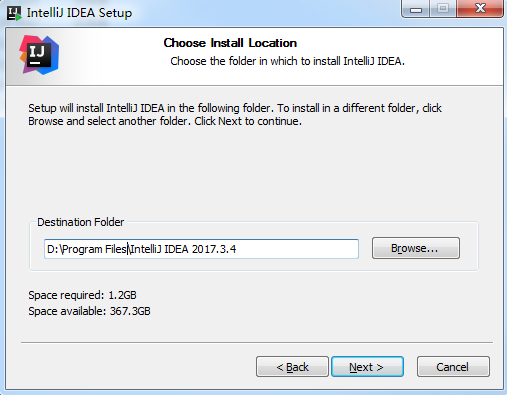 IntelliJ IDEA Setup
IJ
Choose Install Location
Choose the folder in which to install IntelliJ IDEA.
Setup will install IntelliJ IDEA in the following folder. To install in a different folder, click
Browse and select another folder. Click Next to continue.
Destination Folder
D:\Program Files\IntelliJ IDEA 2017.3.4
Browse...
Space required: 1.2GB
Space available: 367.3GB
< Back
Next >
Cancel